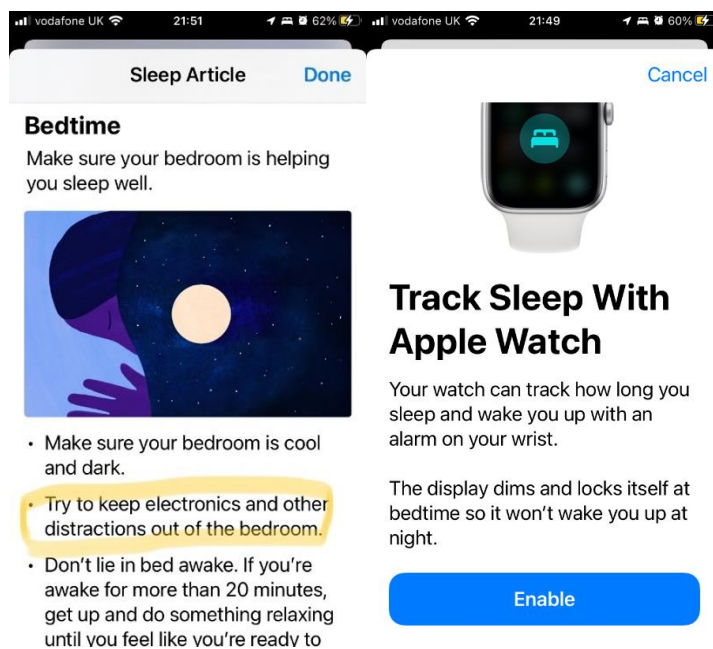 vodafone UK
21:51
62%
Sleep Article
Done
Bedtime
Make sure your bedroom is helping
you sleep well.
• Make sure your bedroom is cool
and dark.
• Try to keep electronics and other
distractions out of the bedroom.
• Don't lie in bed awake. If you're
awake for more than 20 minutes,
get up and do something relaxing
until you feel like you're ready to
vodafone UK
21:49
60%
Cancel
Track Sleep With
Apple Watch
Your watch can track how long you
sleep and wake you up with an
alarm on your wrist.
The display dims and locks itself at
bedtime so it won't wake you up at
night.
Enable